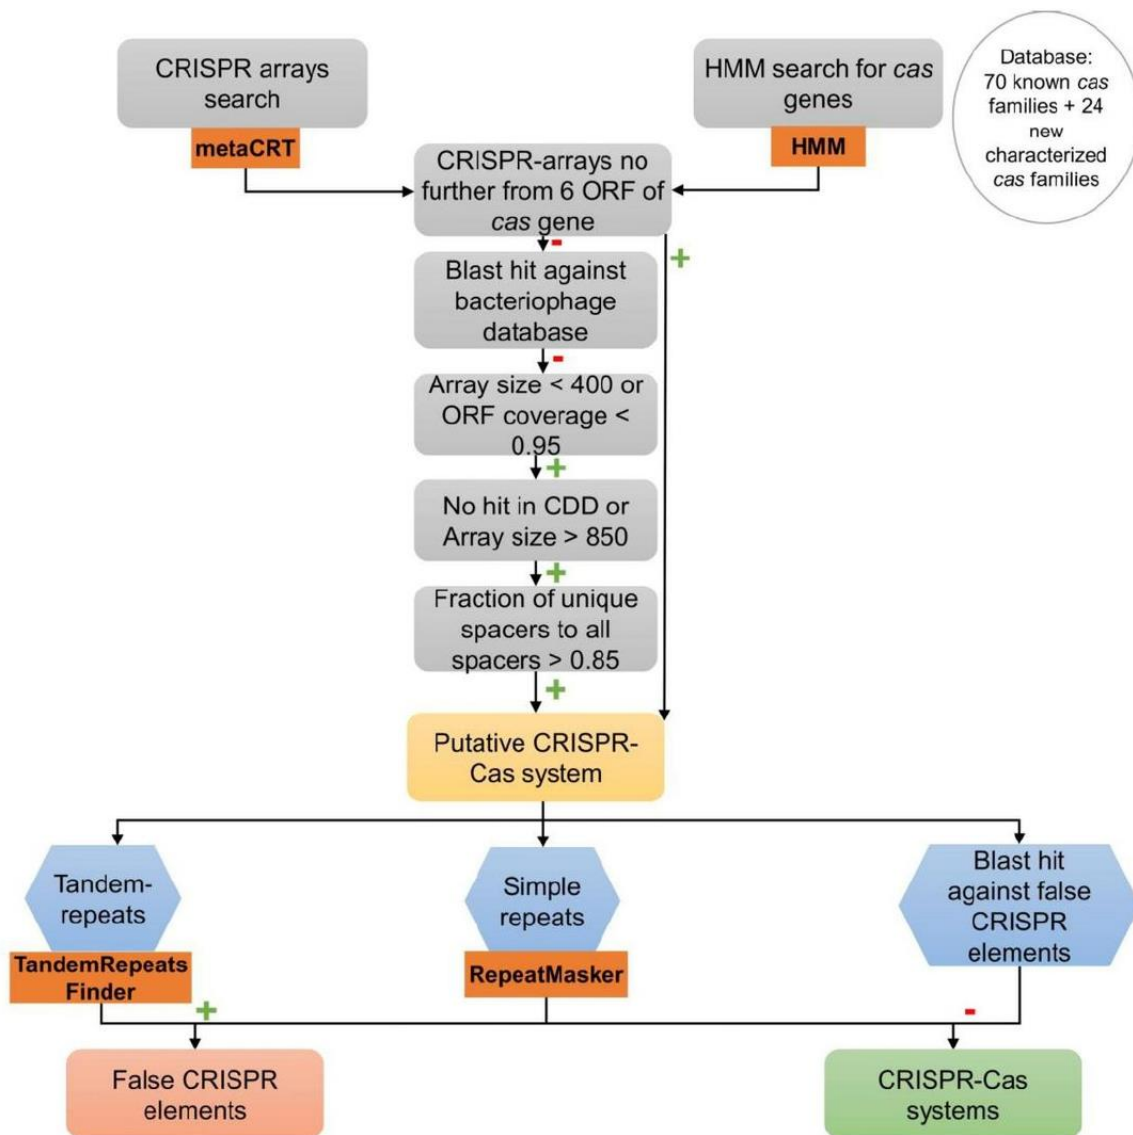 CRISPR arrays
search
metaCRT
HMM search for cas
genes
HMM
Database:
70 known cas
families + 24
new
characterized
cas families
CRISPR-arrays no
further from 6 ORF of
cas gene
-
+
Blast hit against
bacteriophage
database
-
Array size < 400 or
ORF coverage <
0.95
+
No hit in CDD or
Array size > 850
+
Fraction of unique
spacers to all
spacers > 0.85
+
Putative CRISPR-
Cas system
Tandem-
repeats
TandemRepeats
Finder
Simple
repeats
RepeatMasker
Blast hit
against false
CRISPR
elements
+
-
False CRISPR
elements
CRISPR-Cas
systems